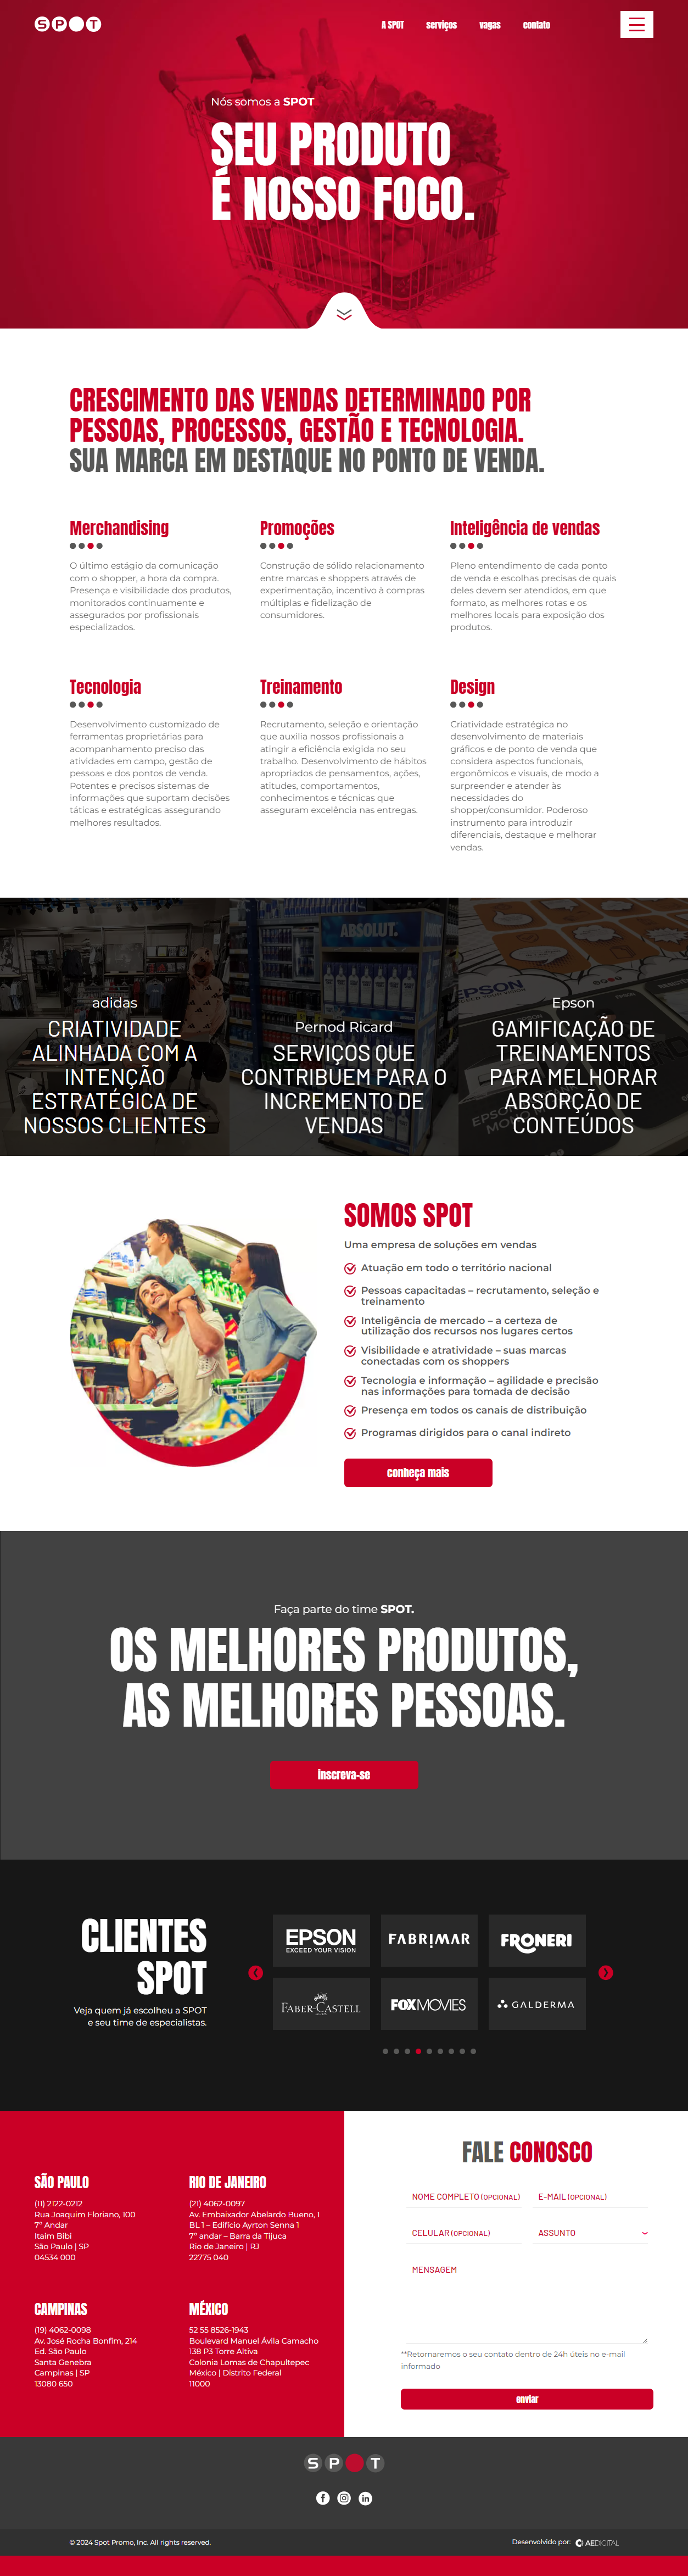 SPOT
A SPOT serviços vagas contato
Nós somos a SPOT
SEU PRODUTO
É NOSSO FOCO.
CRESCIMENTO DAS VENDAS DETERMINADO POR
PESSOAS, PROCESSOS, GESTÃO E TECNOLOGIA.
SUA MARCA EM DESTAQUE NO PONTO DE VENDA.
Merchandising
O último estágio da comunicação
com o shopper, a hora da compra.
Presença e visibilidade dos produtos,
monitorados continuamente e
assegurados por profissionais
especializados.
Promoções
Construção de sólido relacionamento
entre marcas e shoppers através de
experimentação, incentivo à compras
múltiplas e fidelização de
consumidores.
Inteligência de vendas
Pleno entendimento de cada ponto
de venda e escolhas precisas de quais
deles devem ser atendidos, em que
formato, as melhores rotas e os
melhores locais para exposição dos
produtos.
Tecnologia
Desenvolvimento customizado de
ferramentas proprietárias para
acompanhamento preciso das
atividades em campo, gestão de
pessoas e dos pontos de venda.
Potentes e precisos sistemas de
informações que suportam decisões
táticas e estratégicas assegurando
melhores resultados.
Treinamento
Recrutamento, seleção e orientação
que auxilia nossos profissionais a
atingir a eficiência exigida no seu
trabalho. Desenvolvimento de hábitos
apropriados de pensamentos, ações,
atitudes, comportamentos,
conhecimentos e técnicas que
asseguram excelência nas entregas.
Design
Criatividade estratégica no
desenvolvimento de materiais
gráficos e de ponto de venda que
considera aspectos funcionais,
ergonômicos e visuais, de modo a
surpreender e atender às
necessidades do
shopper/consumidor. Poderoso
instrumento para introduzir
diferenciais, destaque e melhorar
vendas.
adidas
CRIATIVIDADE
ALINHADA COM A
INTENÇÃO
ESTRATÉGICA DE
NOSSOS CLIENTES
ABSOLUT.
Pernod Ricard
SERVIÇOS QUE
CONTRIBUEM PARA O
INCREMENTO DE
VENDAS
EPSON
Epson
GAMIFICAÇÃO DE
TREINAMENTOS
PARA MELHORAR
ABSORÇÃO DE
CONTEÚDOS
SOMOS SPOT
Uma empresa de soluções em vendas
Atuação em todo o território nacional
Pessoas capacitadas – recrutamento, seleção e
treinamento
Inteligência de mercado – a certeza de
utilização dos recursos nos lugares certos
Visibilidade e atratividade – suas marcas
conectadas com os shoppers
Tecnologia e informação – agilidade e precisão
nas informações para tomada de decisão
Presença em todos os canais de distribuição
Programas dirigidos para o canal indireto
conheça mais
Faça parte do time SPOT.
OS MELHORES PRODUTOS,
AS MELHORES PESSOAS.
inscreva-se
CLIENTES
SPOT
Veja quem já escolheu a SPOT
e seu time de especialistas.
EPSON
EXCEED YOUR VISION
FABRIMAR
FRONERI
FABER-CASTELL
FOXMOVIES
GALDERMA
SÃO PAULO
(11) 2122-0212
Rua Joaquim Floriano, 100
7º Andar
Itaim Bibi
São Paulo | SP
04534 000
RIO DE JANEIRO
(21) 4062-0097
Av. Embaixador Abelardo Bueno, 1
BL 1 – Edifício Ayrton Senna 1
7º andar – Barra da Tijuca
Rio de Janeiro | RJ
22775 040
CAMPINAS
(19) 4062-0098
Av. José Rocha Bonfim, 214
Ed. São Paulo
Santa Genebra
Campinas | SP
13080 650
MÉXICO
52 55 8526-1943
Boulevard Manuel Ávila Camacho
138 P3 Torre Altiva
Colonia Lomas de Chapultepec
México | Distrito Federal
11000
FALE CONOSCO
NOME COMPLETO (OPCIONAL)
E-MAIL (OPCIONAL)
CELULAR (OPCIONAL)
ASSUNTO
MENSAGEM
**Retornaremos o seu contato dentro de 24h úteis no e-mail
informado
enviar
SPOT
© 2024 Spot Promo, Inc. All rights reserved.
Desenvolvido por: AEDIGITAL